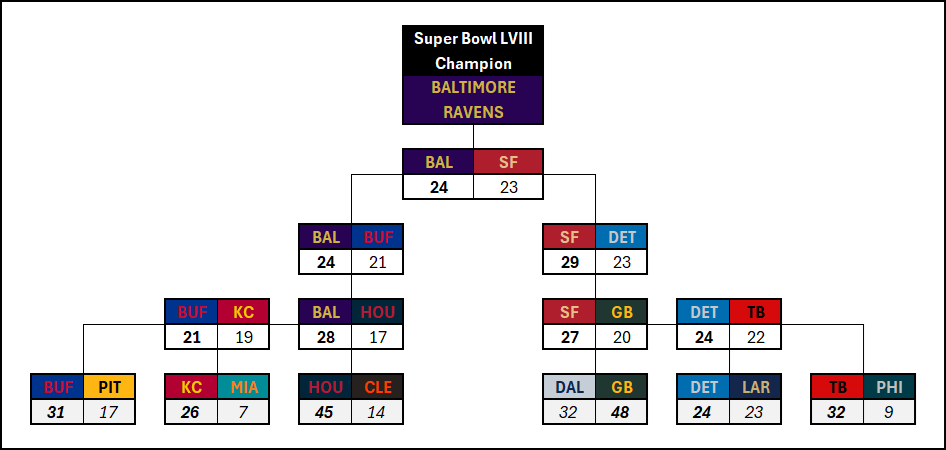 Super Bowl LVIII
Champion
BALTIMORE
RAVENS
BAL SF
24 23
BAL BUF SF DET
24 21 29 23
BUF KC BAL HOU SF GB DET TB
21 19 28 17 27 20 24 22
BUF PIT KC MIA HOU CLE DAL GB DET LAR TB PHI
31 17 26 7 45 14 32 48 24 23 32 9